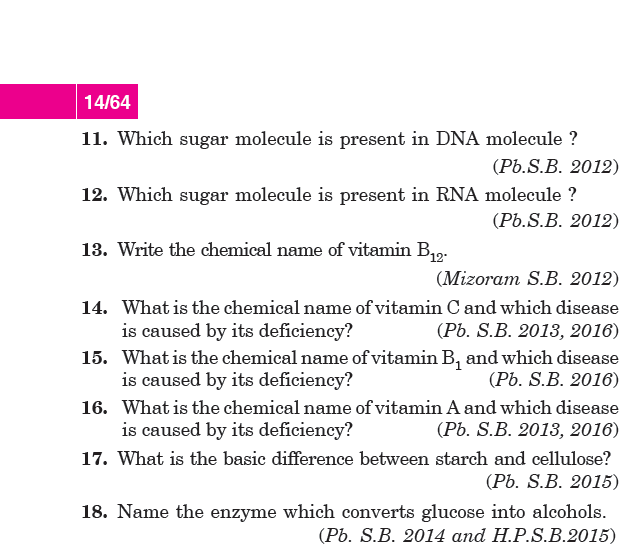 14/64
11. Which sugar molecule is present in DNA molecule ?
(Pb.S.B. 2012)
12. Which sugar molecule is present in RNA molecule ?
(Pb.S.B. 2012)
13. Write the chemical name of vitamin B₁₂.
(Mizoram S.B. 2012)
14. What is the chemical name of vitamin C and which disease
is caused by its deficiency? (Pb. S.B. 2013, 2016)
15. What is the chemical name of vitamin B₁ and which disease
is caused by its deficiency? (Pb. S.B. 2016)
16. What is the chemical name of vitamin A and which disease
is caused by its deficiency? (Pb. S.B. 2013, 2016)
17. What is the basic difference between starch and cellulose?
(Pb. S.B. 2015)
18. Name the enzyme which converts glucose into alcohols.
(Pb. S.B. 2014 and H.P.S.B.2015)